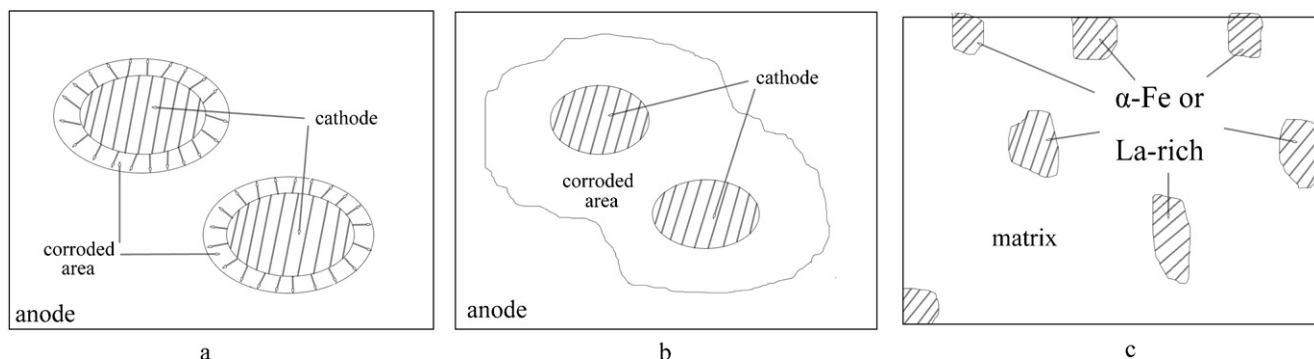 cathode
corroded
area
anode
a
cathode
corroded
area
anode
b
α-Fe or
La-rich
matrix
c